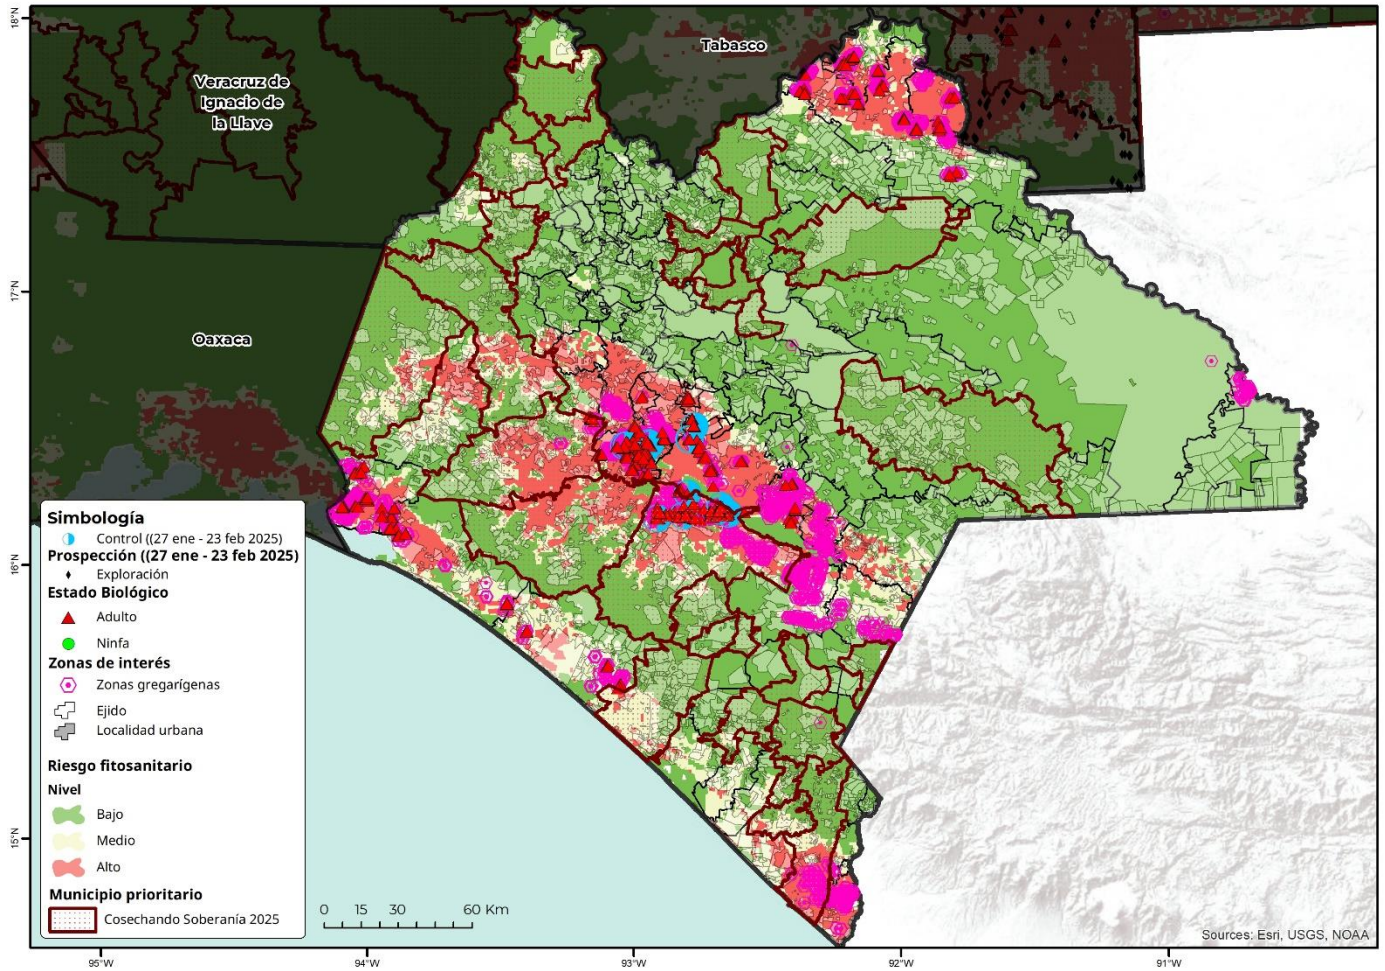 18°N
17°N
16°N
15°N
Veracruz de
Ignacio de
la Llave
Tabasco
Oaxaca
Simbología
Control ((27 ene - 23 feb 2025)
Prospección ((27 ene - 23 feb 2025)
Exploración
Estado Biológico
Adulto
Ninfa
Zonas de interés
Zonas gregarígenas
Ejido
Localidad urbana
Riesgo fitosanitario
Nivel
Bajo
Medio
Alto
Municipio prioritario
Cosechando Soberanía 2025
0 15 30 60 Km
Sources: Esri, USGS, NOAA
95°W 94°W 93°W 92°W 91°W